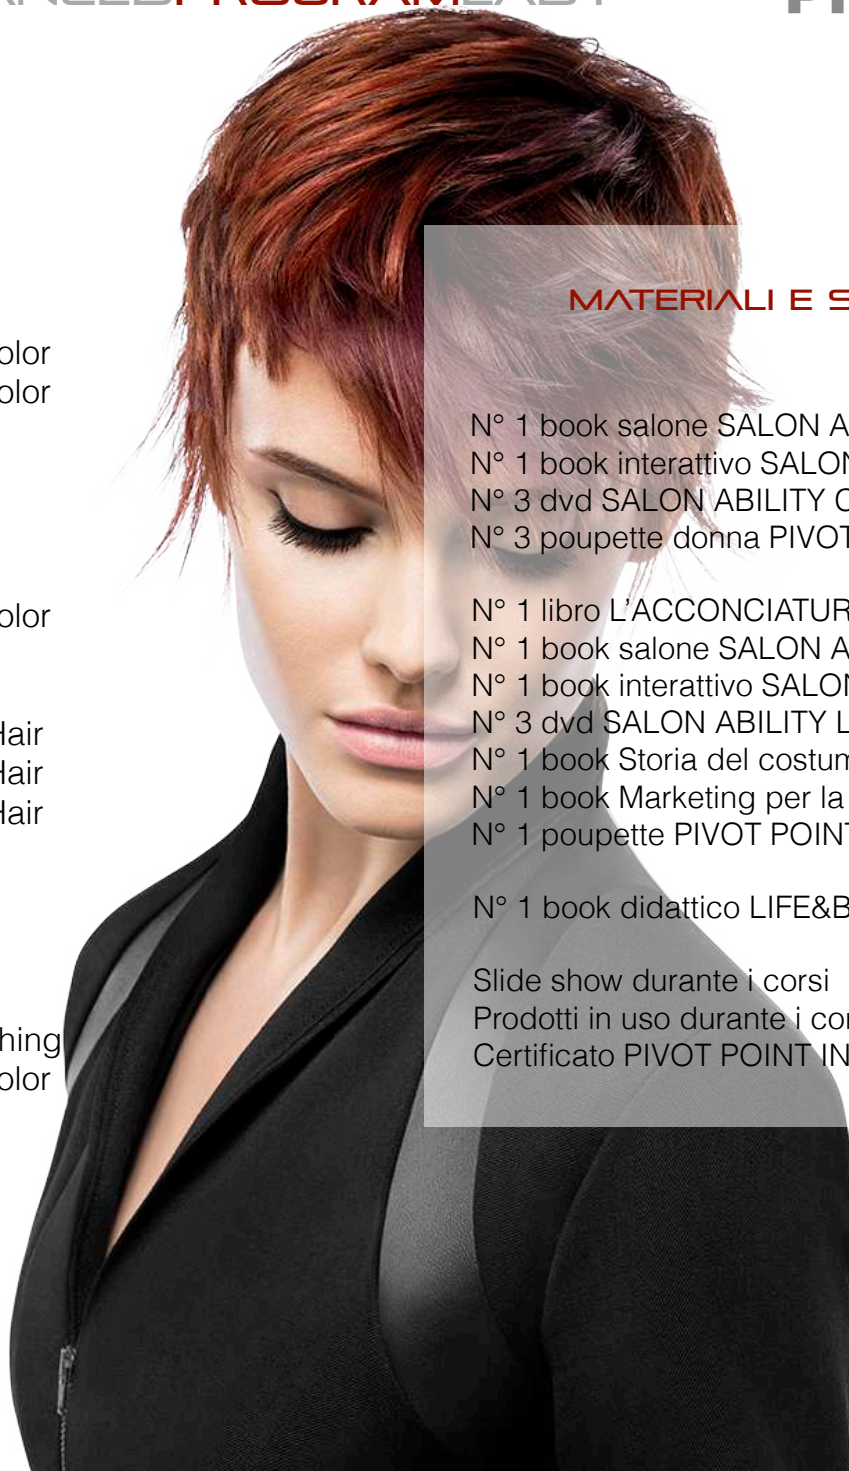 PROGRAM
olor
olor
olor
Hair
Hair
Hair
hing
olor
MATERIALI E S
N° 1 book salone SALON A
N° 1 book interattivo SALON
N° 3 dvd SALON ABILITY C
N° 3 poupette donna PIVOT
N° 1 libro L'ACCONCIATUR
N° 1 book salone SALON A
N° 1 book interattivo SALON
N° 3 dvd SALON ABILITY L
N° 1 book Storia del costum
N° 1 book Marketing per la
N° 1 poupette PIVOT POINT
N° 1 book didattico LIFE&B
Slide show durante i corsi
Prodotti in uso durante i cor
Certificato PIVOT POINT IN